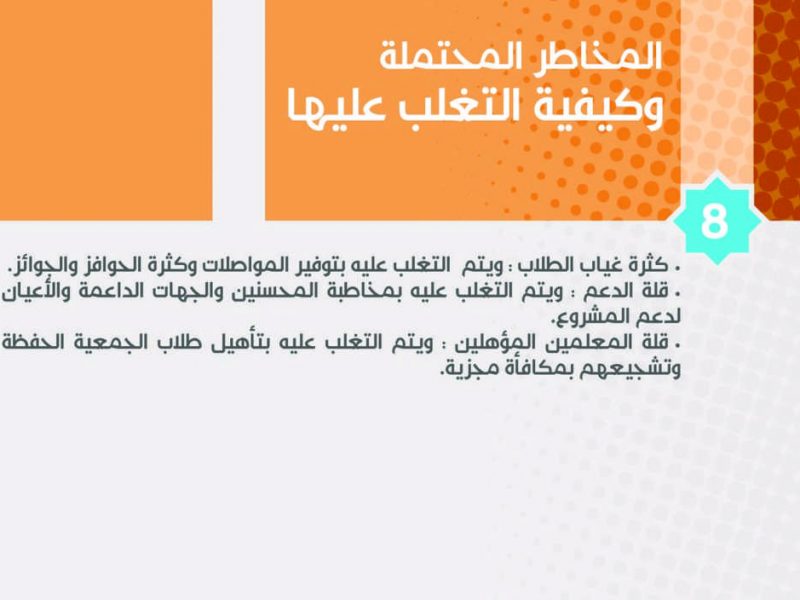 المخاطر المحتملة
وكيفية التغلب عليها
8
• كثرة غياب الطلاب : ويتم التغلب عليه بتوفير المواصلات وكثرة الحوافز والجوائز.
• قلة الدعم : ويتم التغلب عليه بمخاطبة المحسنين والجهات الداعمة والأعيان
لدعم المشروع.
• قلة المعلمين المؤهلين : ويتم التغلب عليه بتأهيل طلاب الجمعية الحفظة
وتشجيعهم بمكافأة مجزية.